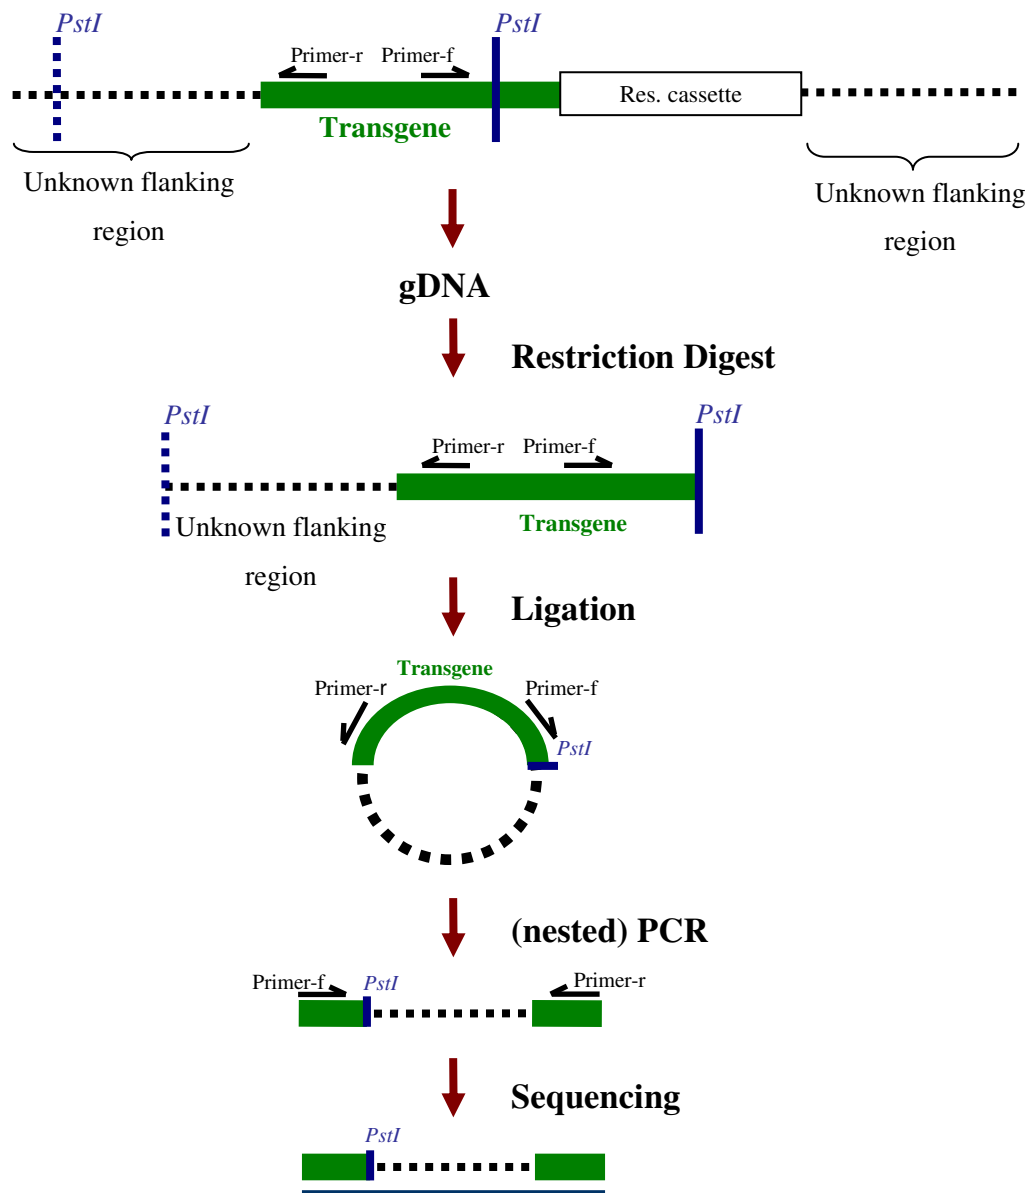 PstI
PstI
Primer-r
Primer-f
Res. cassette
Transgene
Unknown flanking
region
Unknown flanking
region
gDNA
Restriction Digest
PstI
PstI
Primer-r
Primer-f
Unknown flanking
region
Transgene
Ligation
Transgene
Primer-r
Primer-f
PstI
(nested) PCR
Primer-f
PstI
Primer-r
Sequencing
PstI